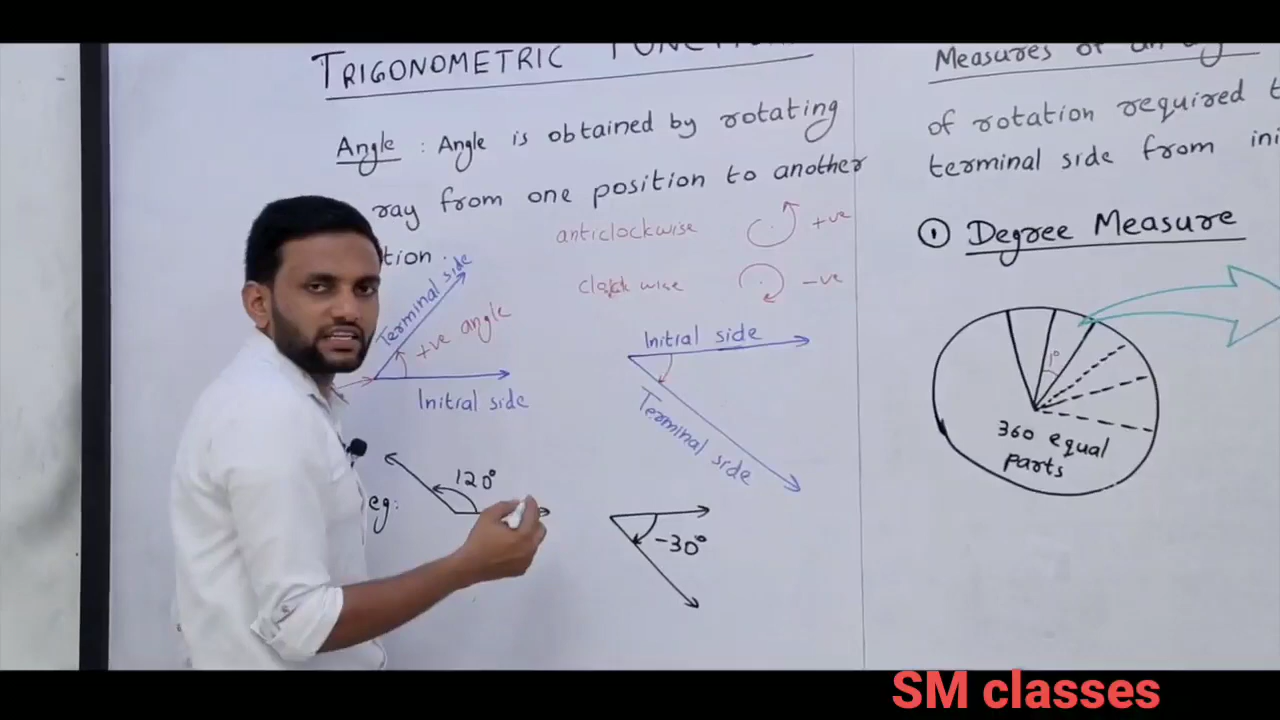 TRIGONOMETRIC
Angle : Angle is obtained by rotating
ray from one position to another
tion.
anticlockwise +ve
clockwise -ve
Terminal side
+ve angle
Initial side
Initial side
Terminal side
eg: 120°
-30°
Measures of
of rotation required
terminal side from ini
① Degree Measure
1°
360 equal
parts
SM classes